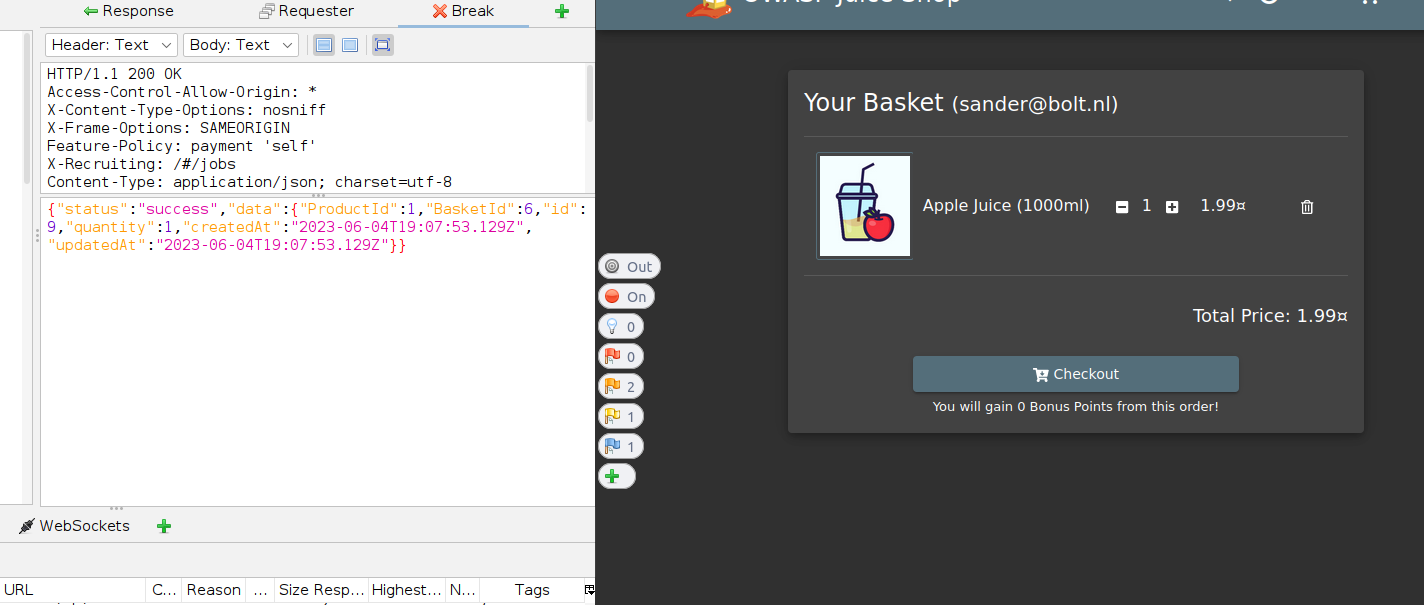 Response
Requester
Break
Header: Text
Body: Text
HTTP/1.1 200 OK
Access-Control-Allow-Origin: *
X-Content-Type-Options: nosniff
X-Frame-Options: SAMEORIGIN
Feature-Policy: payment 'self'
X-Recruiting: /#/jobs
Content-Type: application/json; charset=utf-8
{"status":"success","data":{"ProductId":1,"BasketId":6,"id":
9,"quantity":1,"createdAt":"2023-06-04T19:07:53.129Z",
"updatedAt":"2023-06-04T19:07:53.129Z"}}
WebSockets
URL
C...
Reason
...
Size Resp...
Highest...
N...
Tags
Out
On
0
0
2
1
1
OWASP Juice Shop
Your Basket (sander@bolt.nl)
Apple Juice (1000ml)
1
1.99¤
Total Price: 1.99¤
Checkout
You will gain 0 Bonus Points from this order!